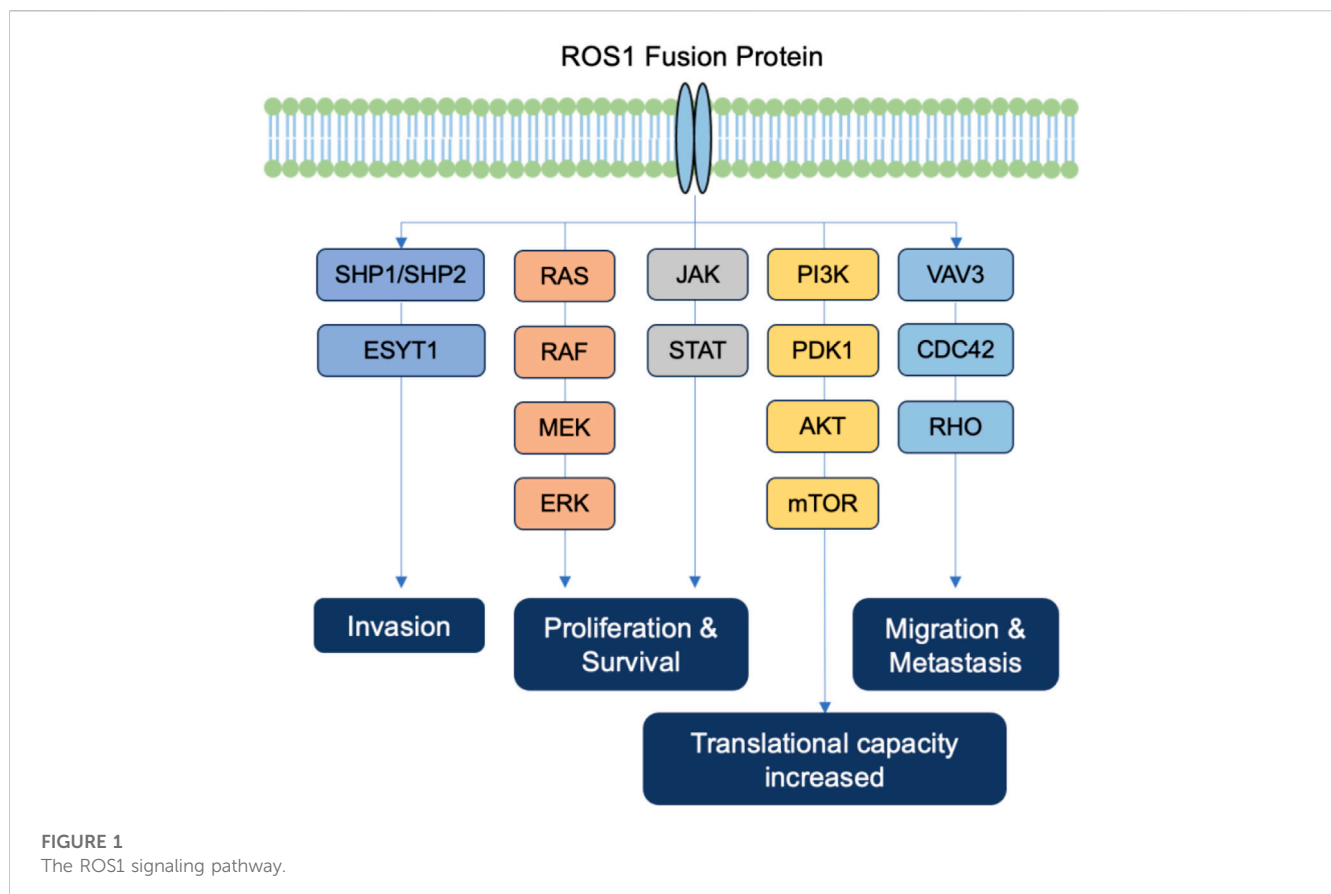 ROS1 Fusion Protein
SHP1/SHP2
RAS
JAK
PI3K
VAV3
ESYT1
RAF
STAT
PDK1
CDC42
MEK
AKT
RHO
ERK
mTOR
Invasion
Proliferation &
Survival
Migration &
Metastasis
Translational capacity
increased
FIGURE 1
The ROS1 signaling pathway.